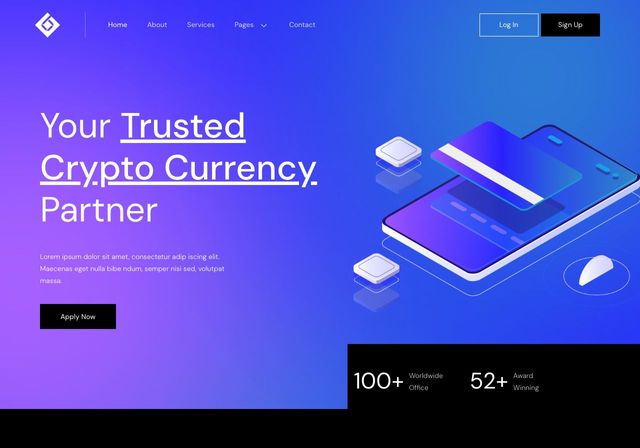 Home About Services Pages Contact Log In Sign Up
Your Trusted
Crypto Currency
Partner
Lorem ipsum dolor sit amet, consectetur adip iscing elit.
Maecenas eget nulla bibe ndum, semper nisi sed, volutpat
massa.
Apply Now
100+ Worldwide
Office
52+ Award
Winning